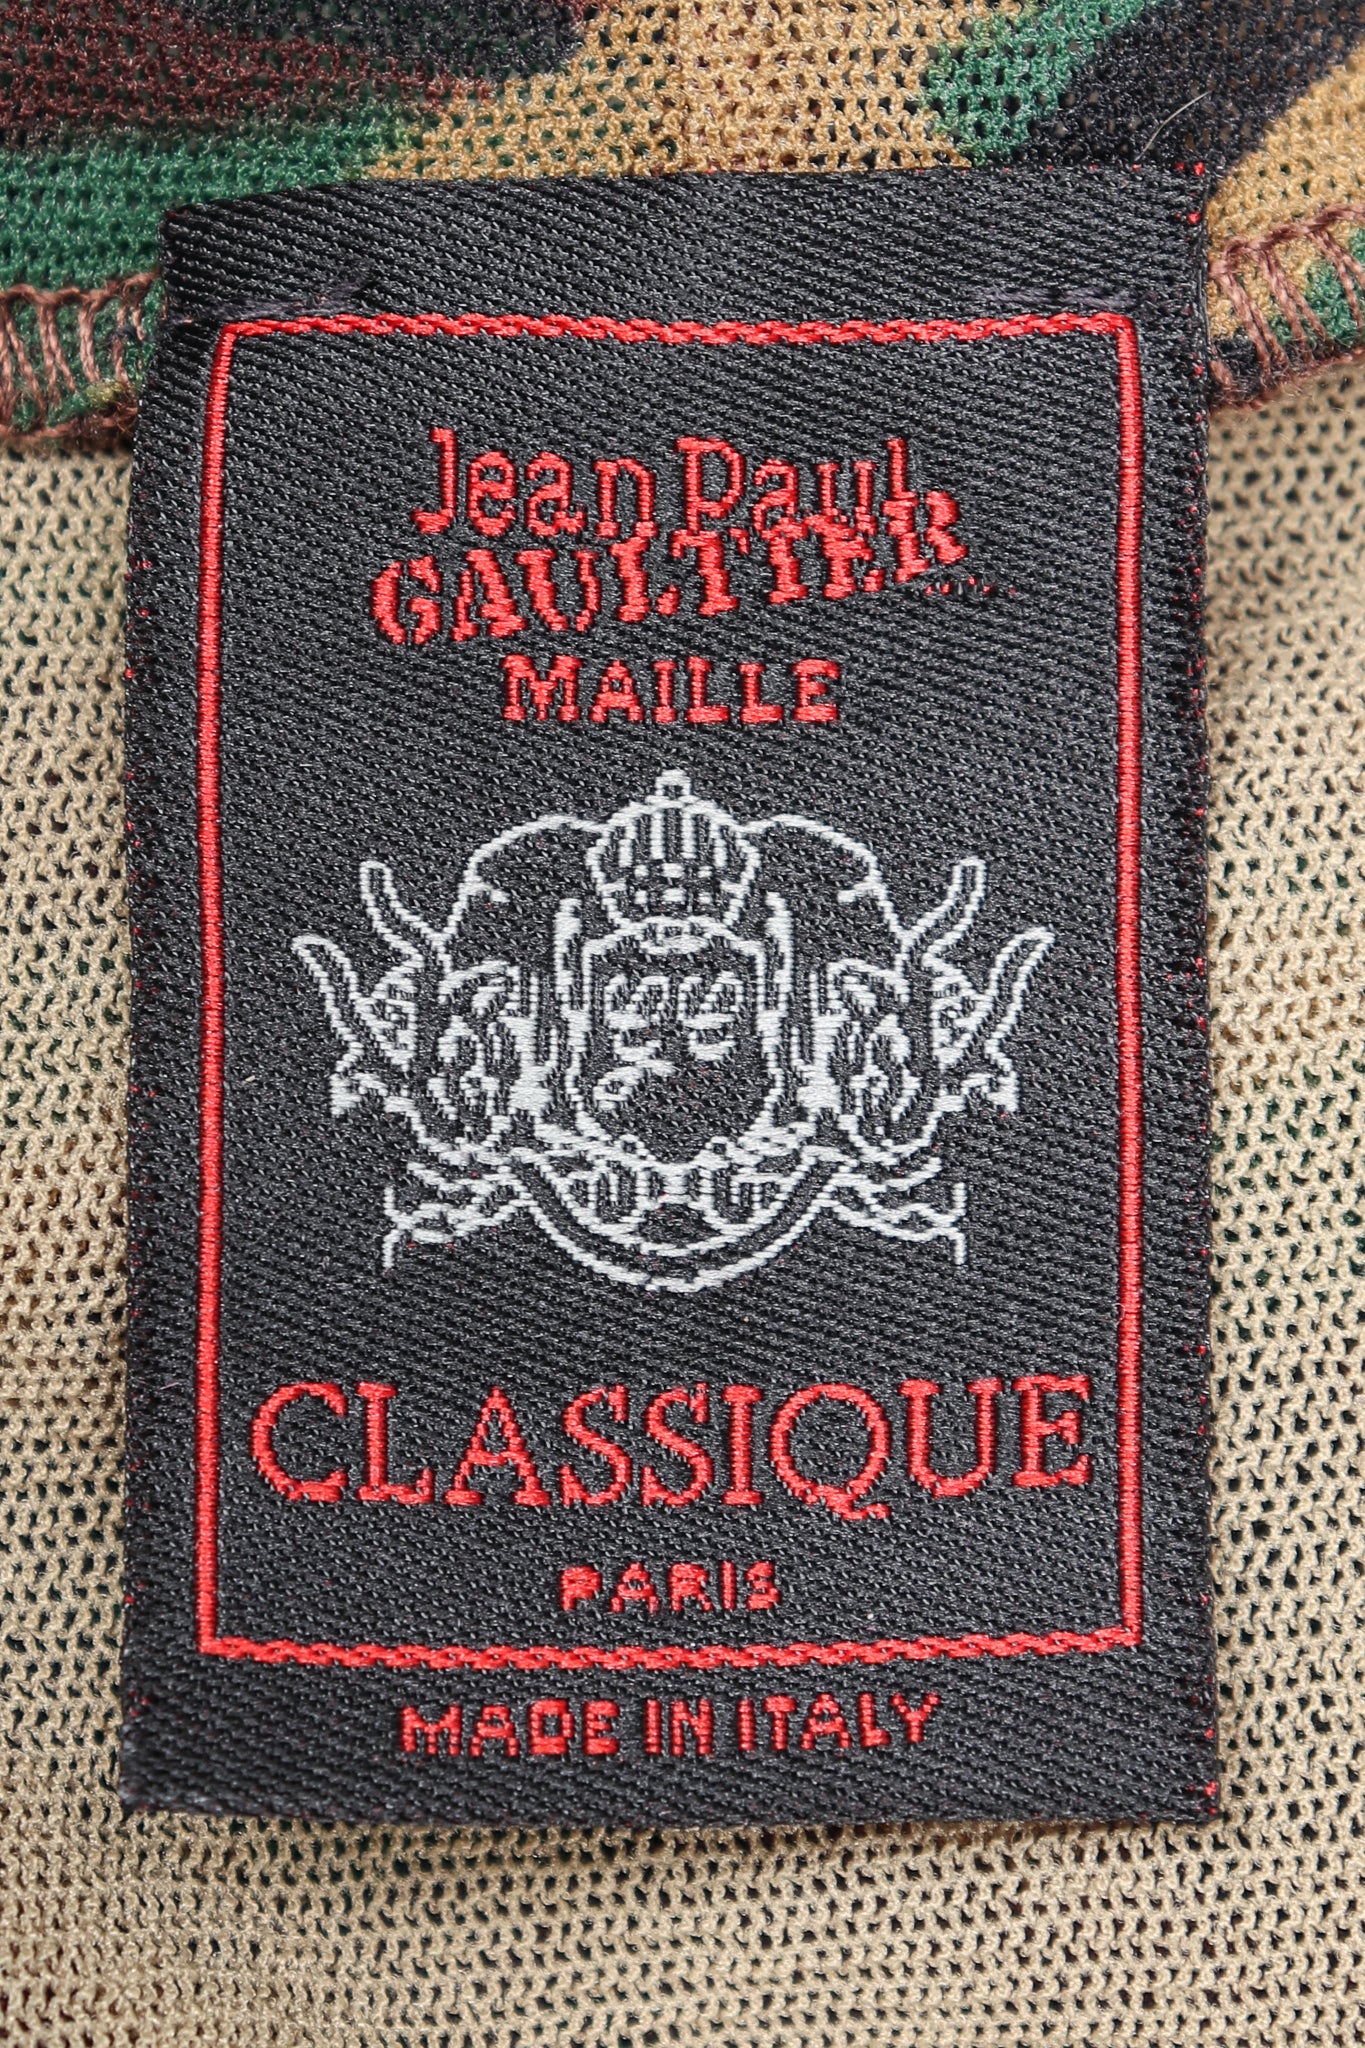 Jean Paul
GAULTIER
MAILLE
CLASSIQUE
PARIS
MADE IN ITALY